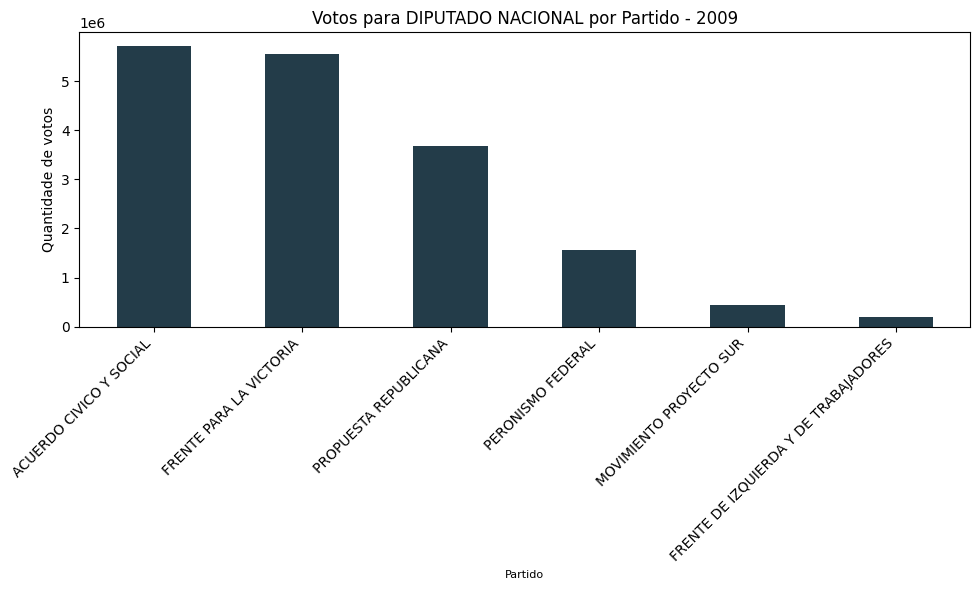 Votos para DIPUTADO NACIONAL por Partido - 2009
1e6
Quantidade de votos
5
4
3
2
1
0
ACUERDO CIVICO Y SOCIAL
FRENTE PARA LA VICTORIA
PROPUESTA REPUBLICANA
PERONISMO FEDERAL
MOVIMIENTO PROYECTO SUR
FRENTE DE IZQUIERDA Y DE TRABAJADORES
Partido